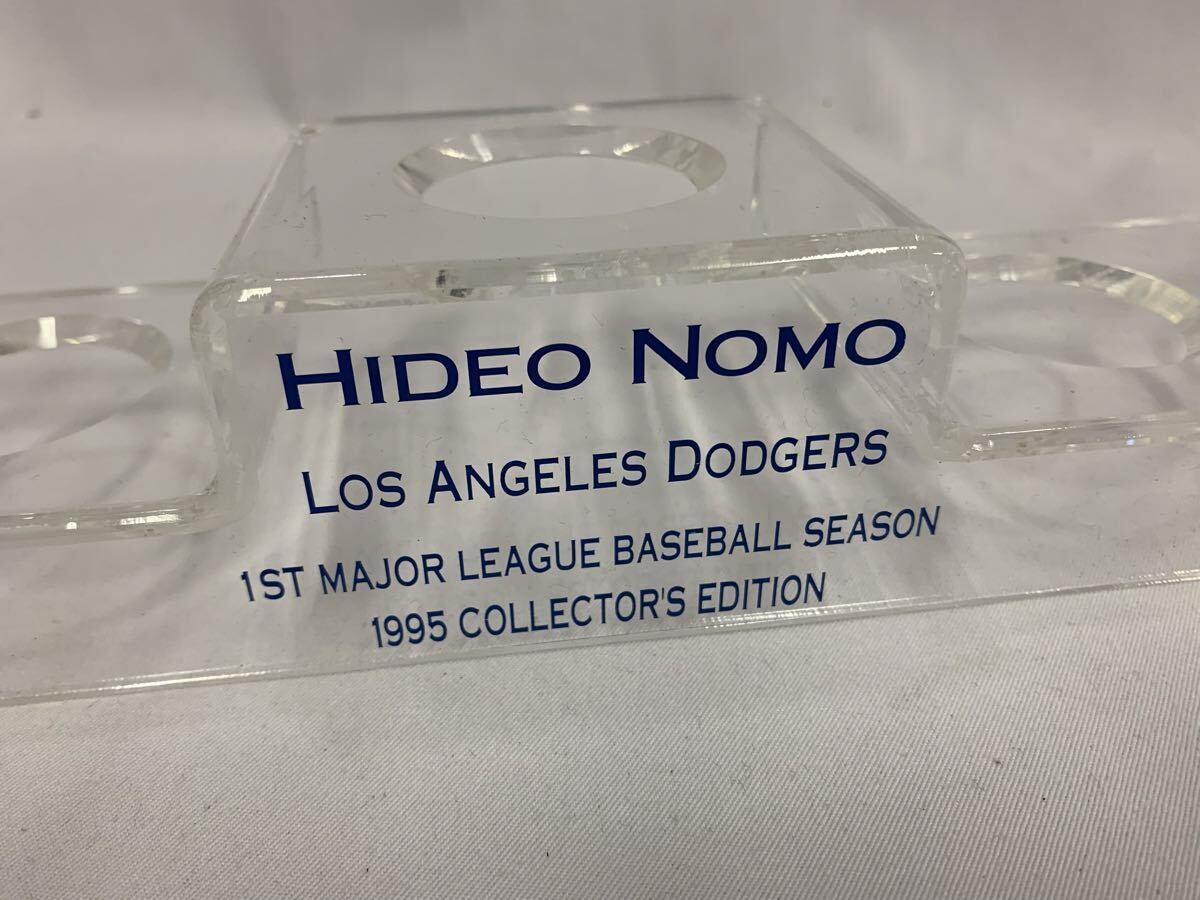 HIDEO NOMO
LOS ANGELES DODGERS
1ST MAJOR LEAGUE BASEBALL SEASON
1995 COLLECTOR'S EDITION